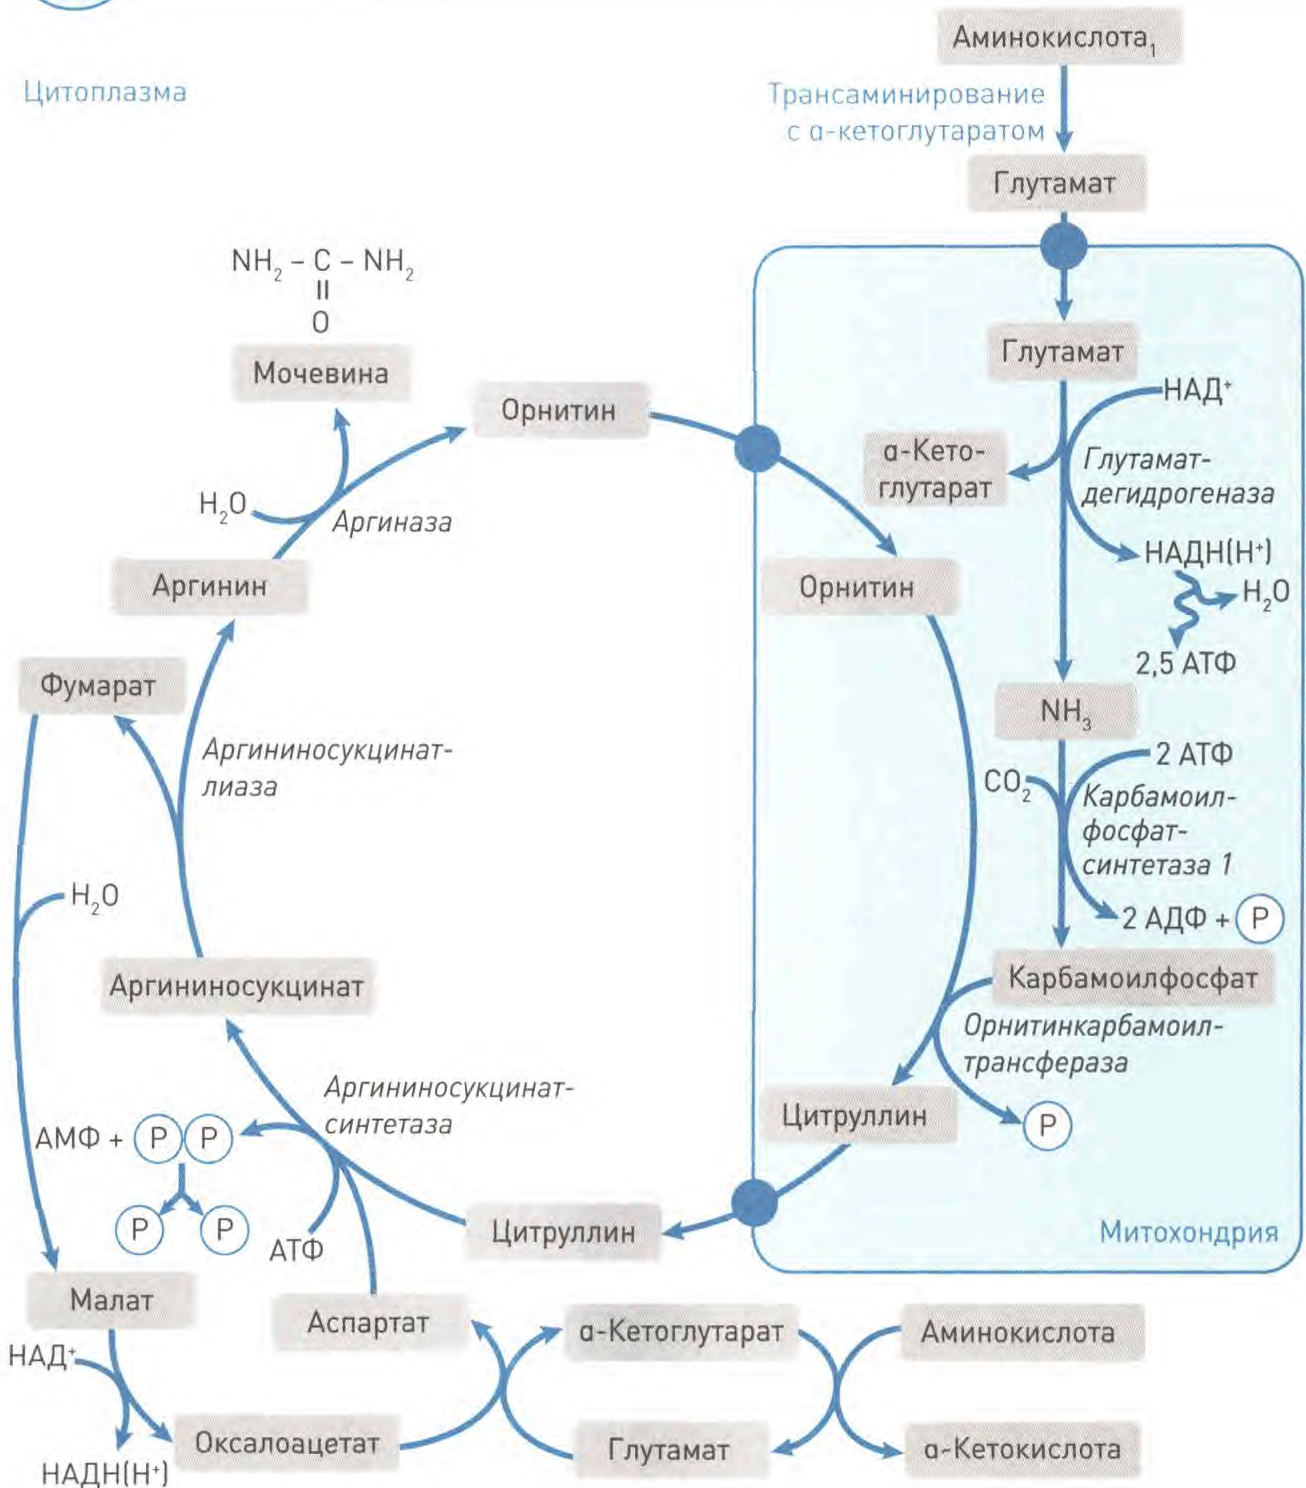 Аминокислота₁
Цитоплазма
Трансаминирование
с α-кетоглутаратом
Глутамат
NH₂ – C – NH₂
||
O
Мочевина
Глутамат
НАД⁺
Орнитин
α-Кето-
глутарат
Глутамат-
дегидрогеназа
H₂O
Аргиназа
НАДН(Н⁺)
H₂O
Аргинин
Орнитин
2,5 АТФ
Фумарат
NH₃
Аргининосукцинат-
лиаза
2 АТФ
CO₂
Карбамоил-
фосфат-
синтетаза 1
H₂O
2 АДФ + P
Аргининосукцинат
Карбамоилфосфат
Орнитинкарбамоил-
трансфераза
Аргининосукцинат-
синтетаза
Цитруллин
P
АМФ + P P
P P
АТФ
Цитруллин
Митохондрия
Малат
Аспартат
α-Кетоглутарат
Аминокислота
НАД⁺
Оксалоацетат
Глутамат
α-Кетокислота
НАДН(Н⁺)